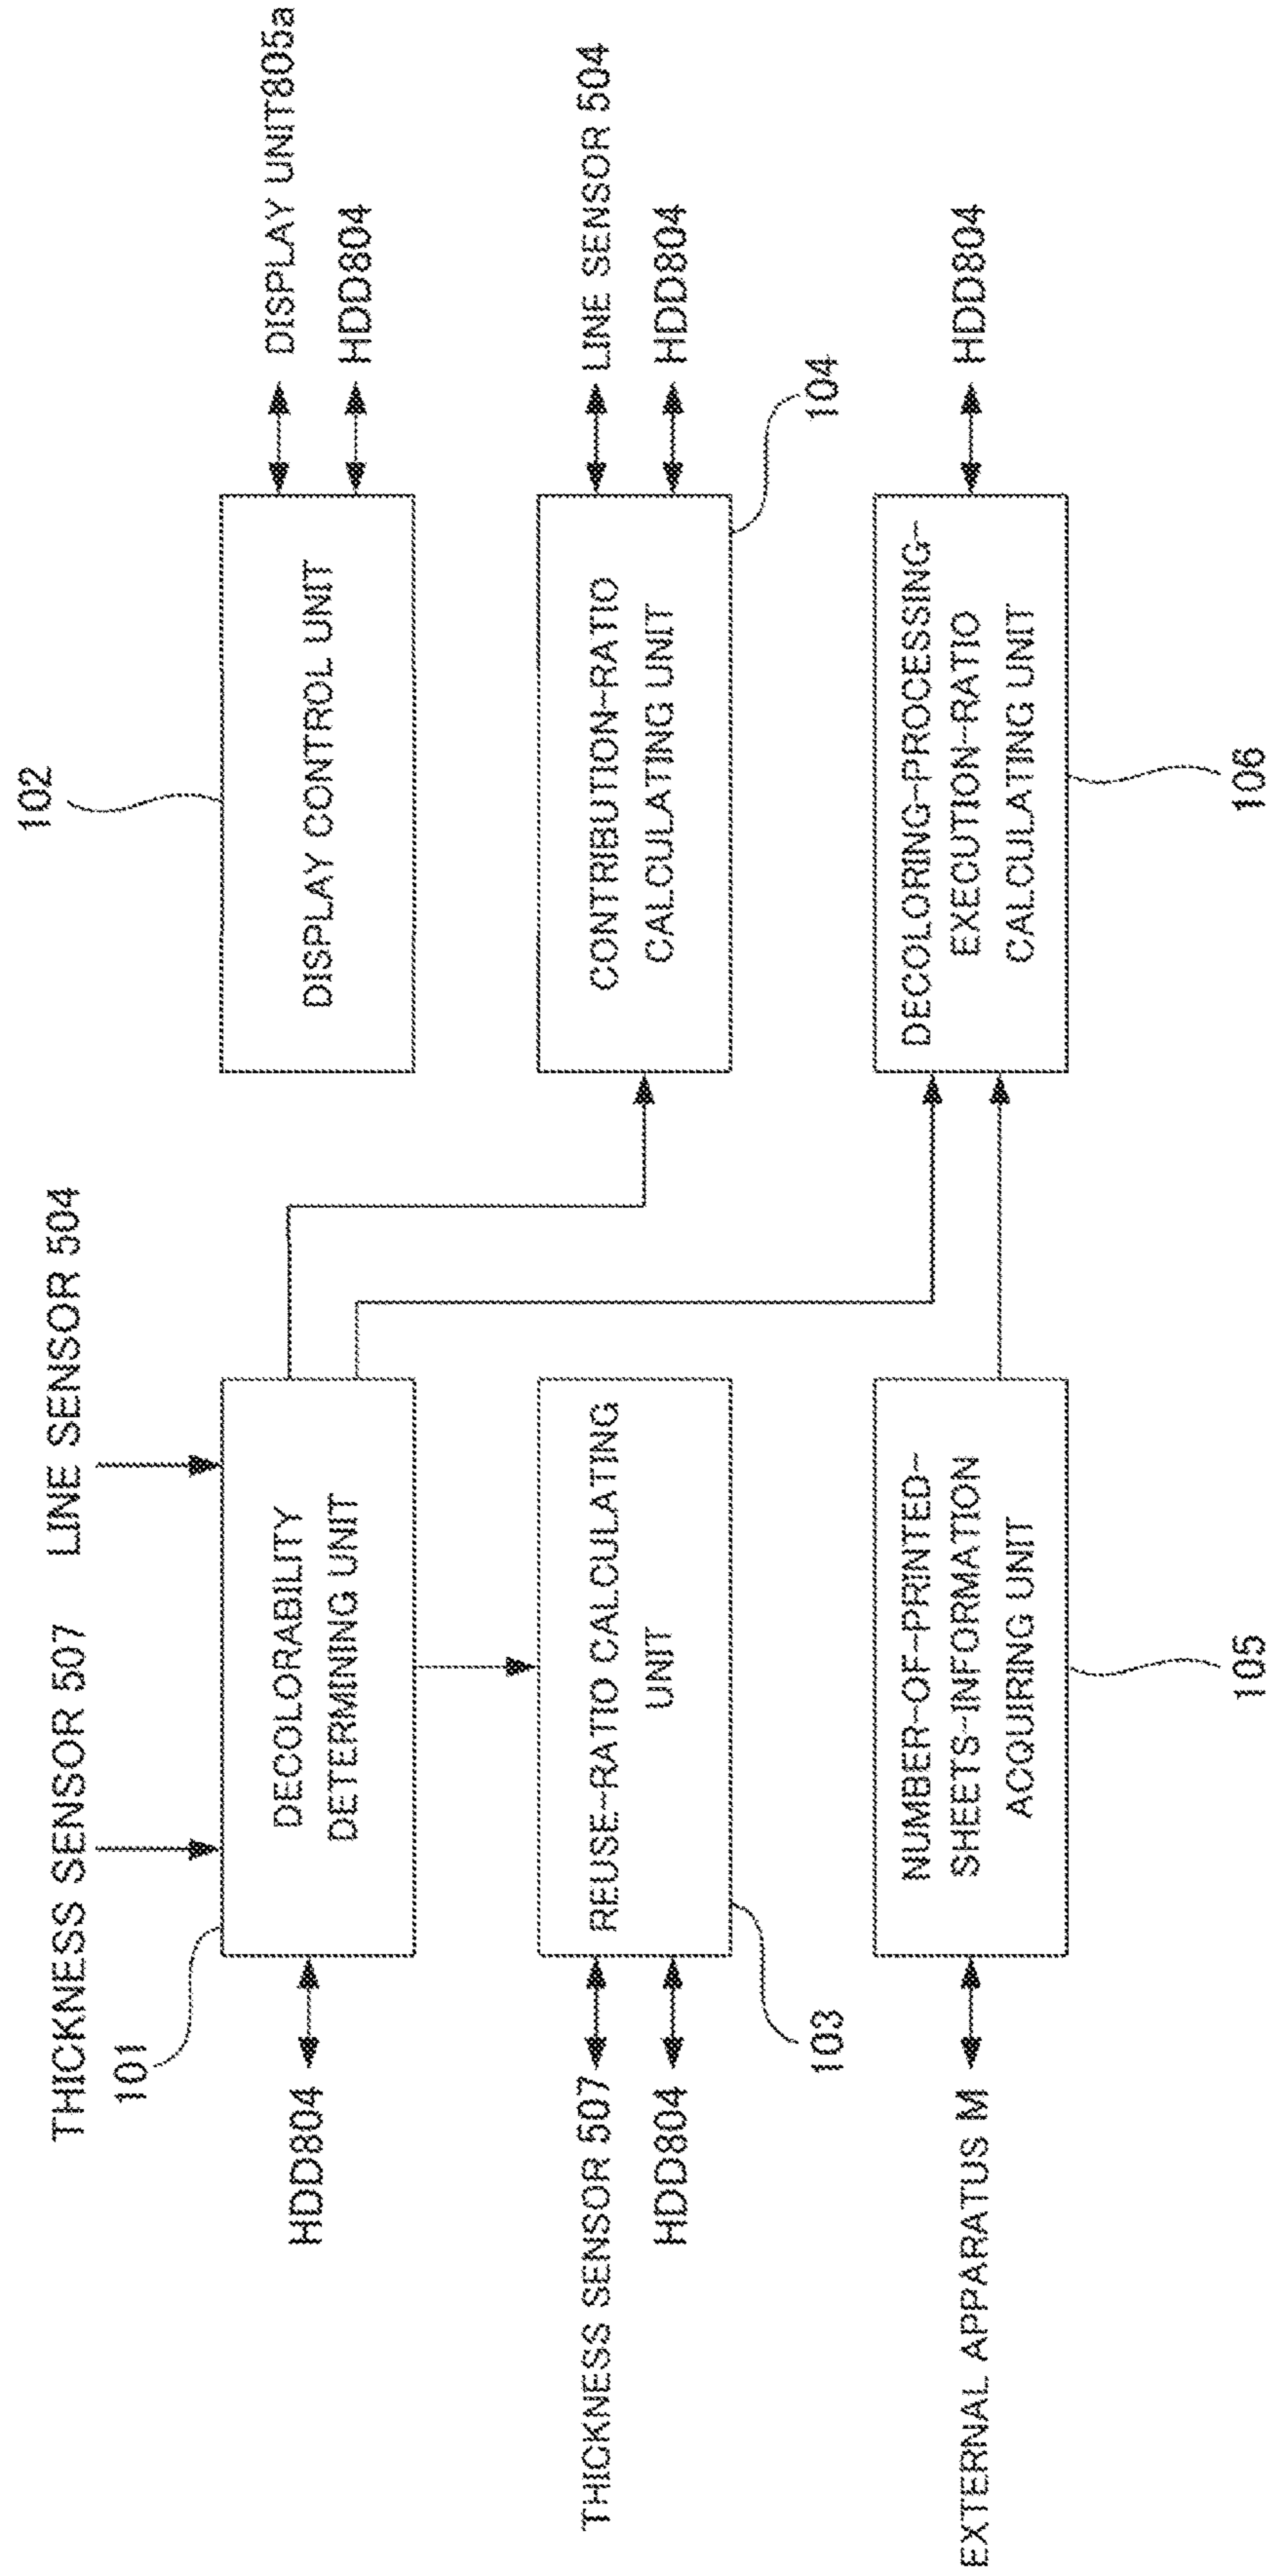 THICKNESS SENSOR 507
LINE SENSOR 504
101
102
HDD804
DECOLORABILITY
DETERMINING UNIT
DISPLAY CONTROL UNIT
DISPLAY UNIT805a
HDD804
THICKNESS SENSOR 507
HDD804
REUSE-RATIO CALCULATING
UNIT
103
CONTRIBUTION-RATIO
CALCULATING UNIT
LINE SENSOR 504
HDD804
104
EXTERNAL APPARATUS M
NUMBER-OF-PRINTED-
SHEETS-INFORMATION
ACQUIRING UNIT
105
DECOLORING-PROCESSING-
EXECUTION-RATIO
CALCULATING UNIT
HDD804
106